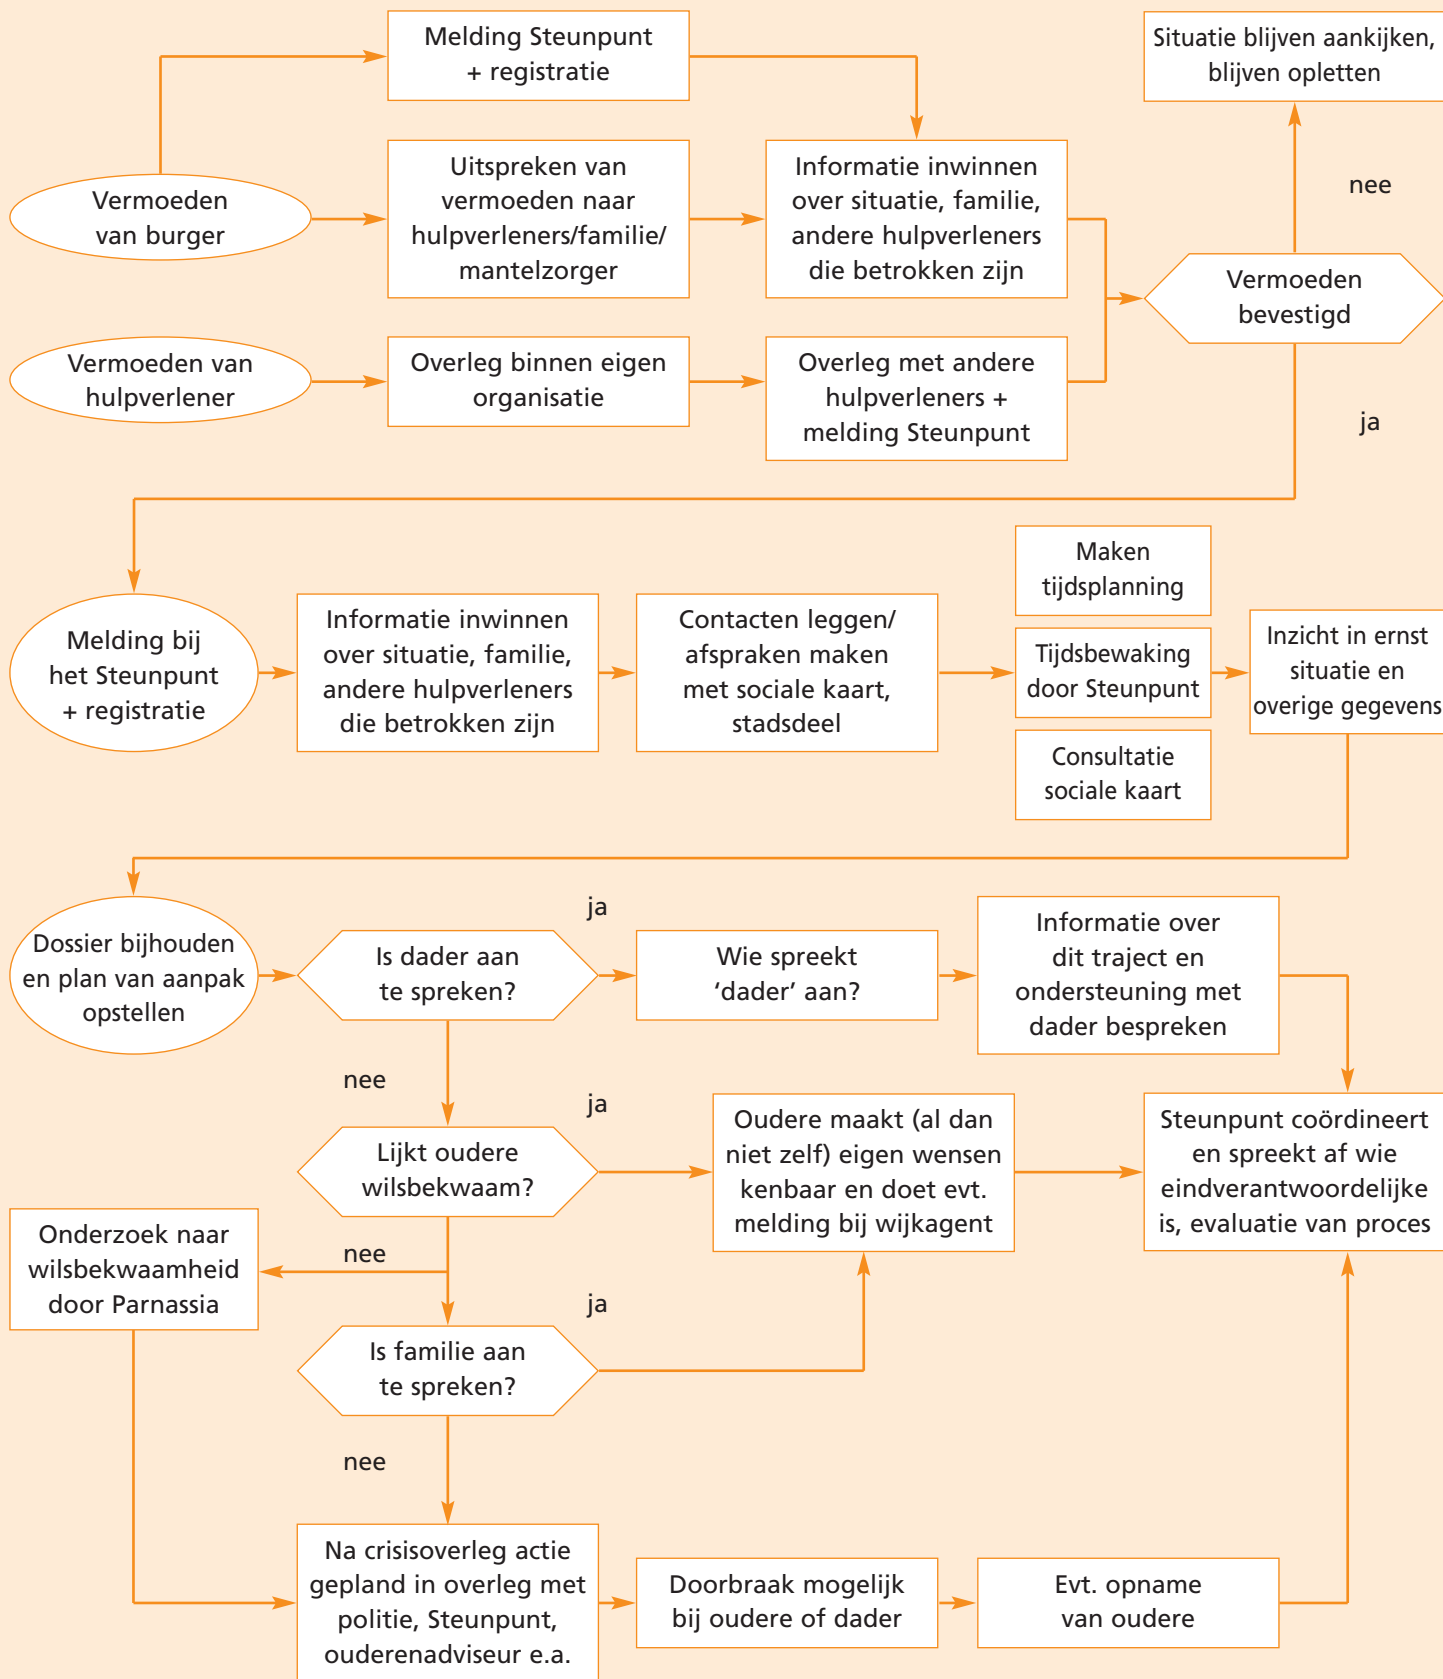 Melding Steunpunt
+ registratie
Situatie blijven aankijken,
blijven opletten
Vermoeden
van burger
Uitspreken van
vermoeden naar
hulpverleners/familie/
mantelzorger
Informatie inwinnen
over situatie, familie,
andere hulpverleners
die betrokken zijn
nee
Vermoeden
bevestigd
Vermoeden van
hulpverlener
Overleg binnen eigen
organisatie
Overleg met andere
hulpverleners +
melding Steunpunt
ja
Melding bij
het Steunpunt
+ registratie
Informatie inwinnen
over situatie, familie,
andere hulpverleners
die betrokken zijn
Contacten leggen/
afspraken maken
met sociale kaart,
stadsdeel
Maken
tijdsplanning
Tijdsbewaking
door Steunpunt
Consultatie
sociale kaart
Inzicht in ernst
situatie en
overige gegevens
Dossier bijhouden
en plan van aanpak
opstellen
Is dader aan
te spreken?
ja
Wie spreekt
‘dader’ aan?
Informatie over
dit traject en
ondersteuning met
dader bespreken
nee
Lijkt oudere
wilsbekwaam?
ja
Oudere maakt (al dan
niet zelf) eigen wensen
kenbaar en doet evt.
melding bij wijkagent
Steunpunt coördineert
en spreekt af wie
eindverantwoordelijke
is, evaluatie van proces
Onderzoek naar
wilsbekwaamheid
door Parnassia
nee
Is familie aan
te spreken?
ja
nee
Na crisisoverleg actie
gepland in overleg met
politie, Steunpunt,
ouderenadviseur e.a.
Doorbraak mogelijk
bij oudere of dader
Evt. opname
van oudere